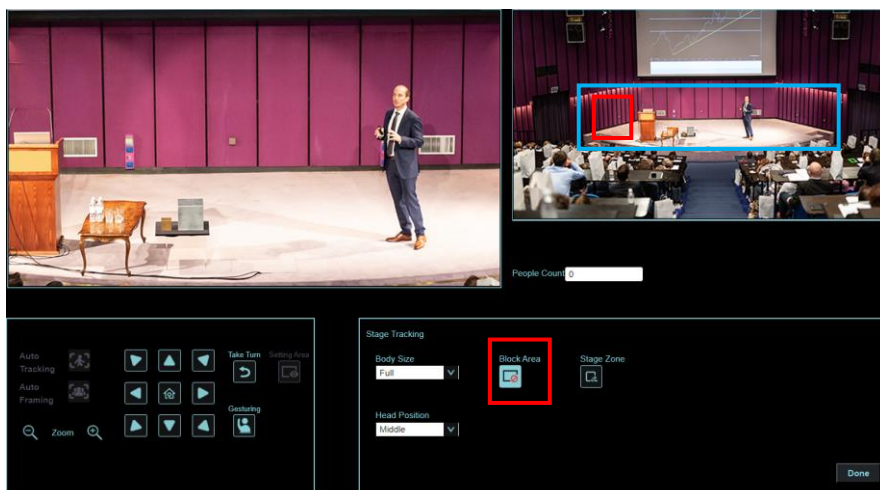 People Count 0
Stage Tracking
Auto
Tracking
Take Turn
Setting Area
Body Size
Full
Block Area
Stage Zone
Auto
Framing
Gesturing
Head Position
Middle
Zoom
Done